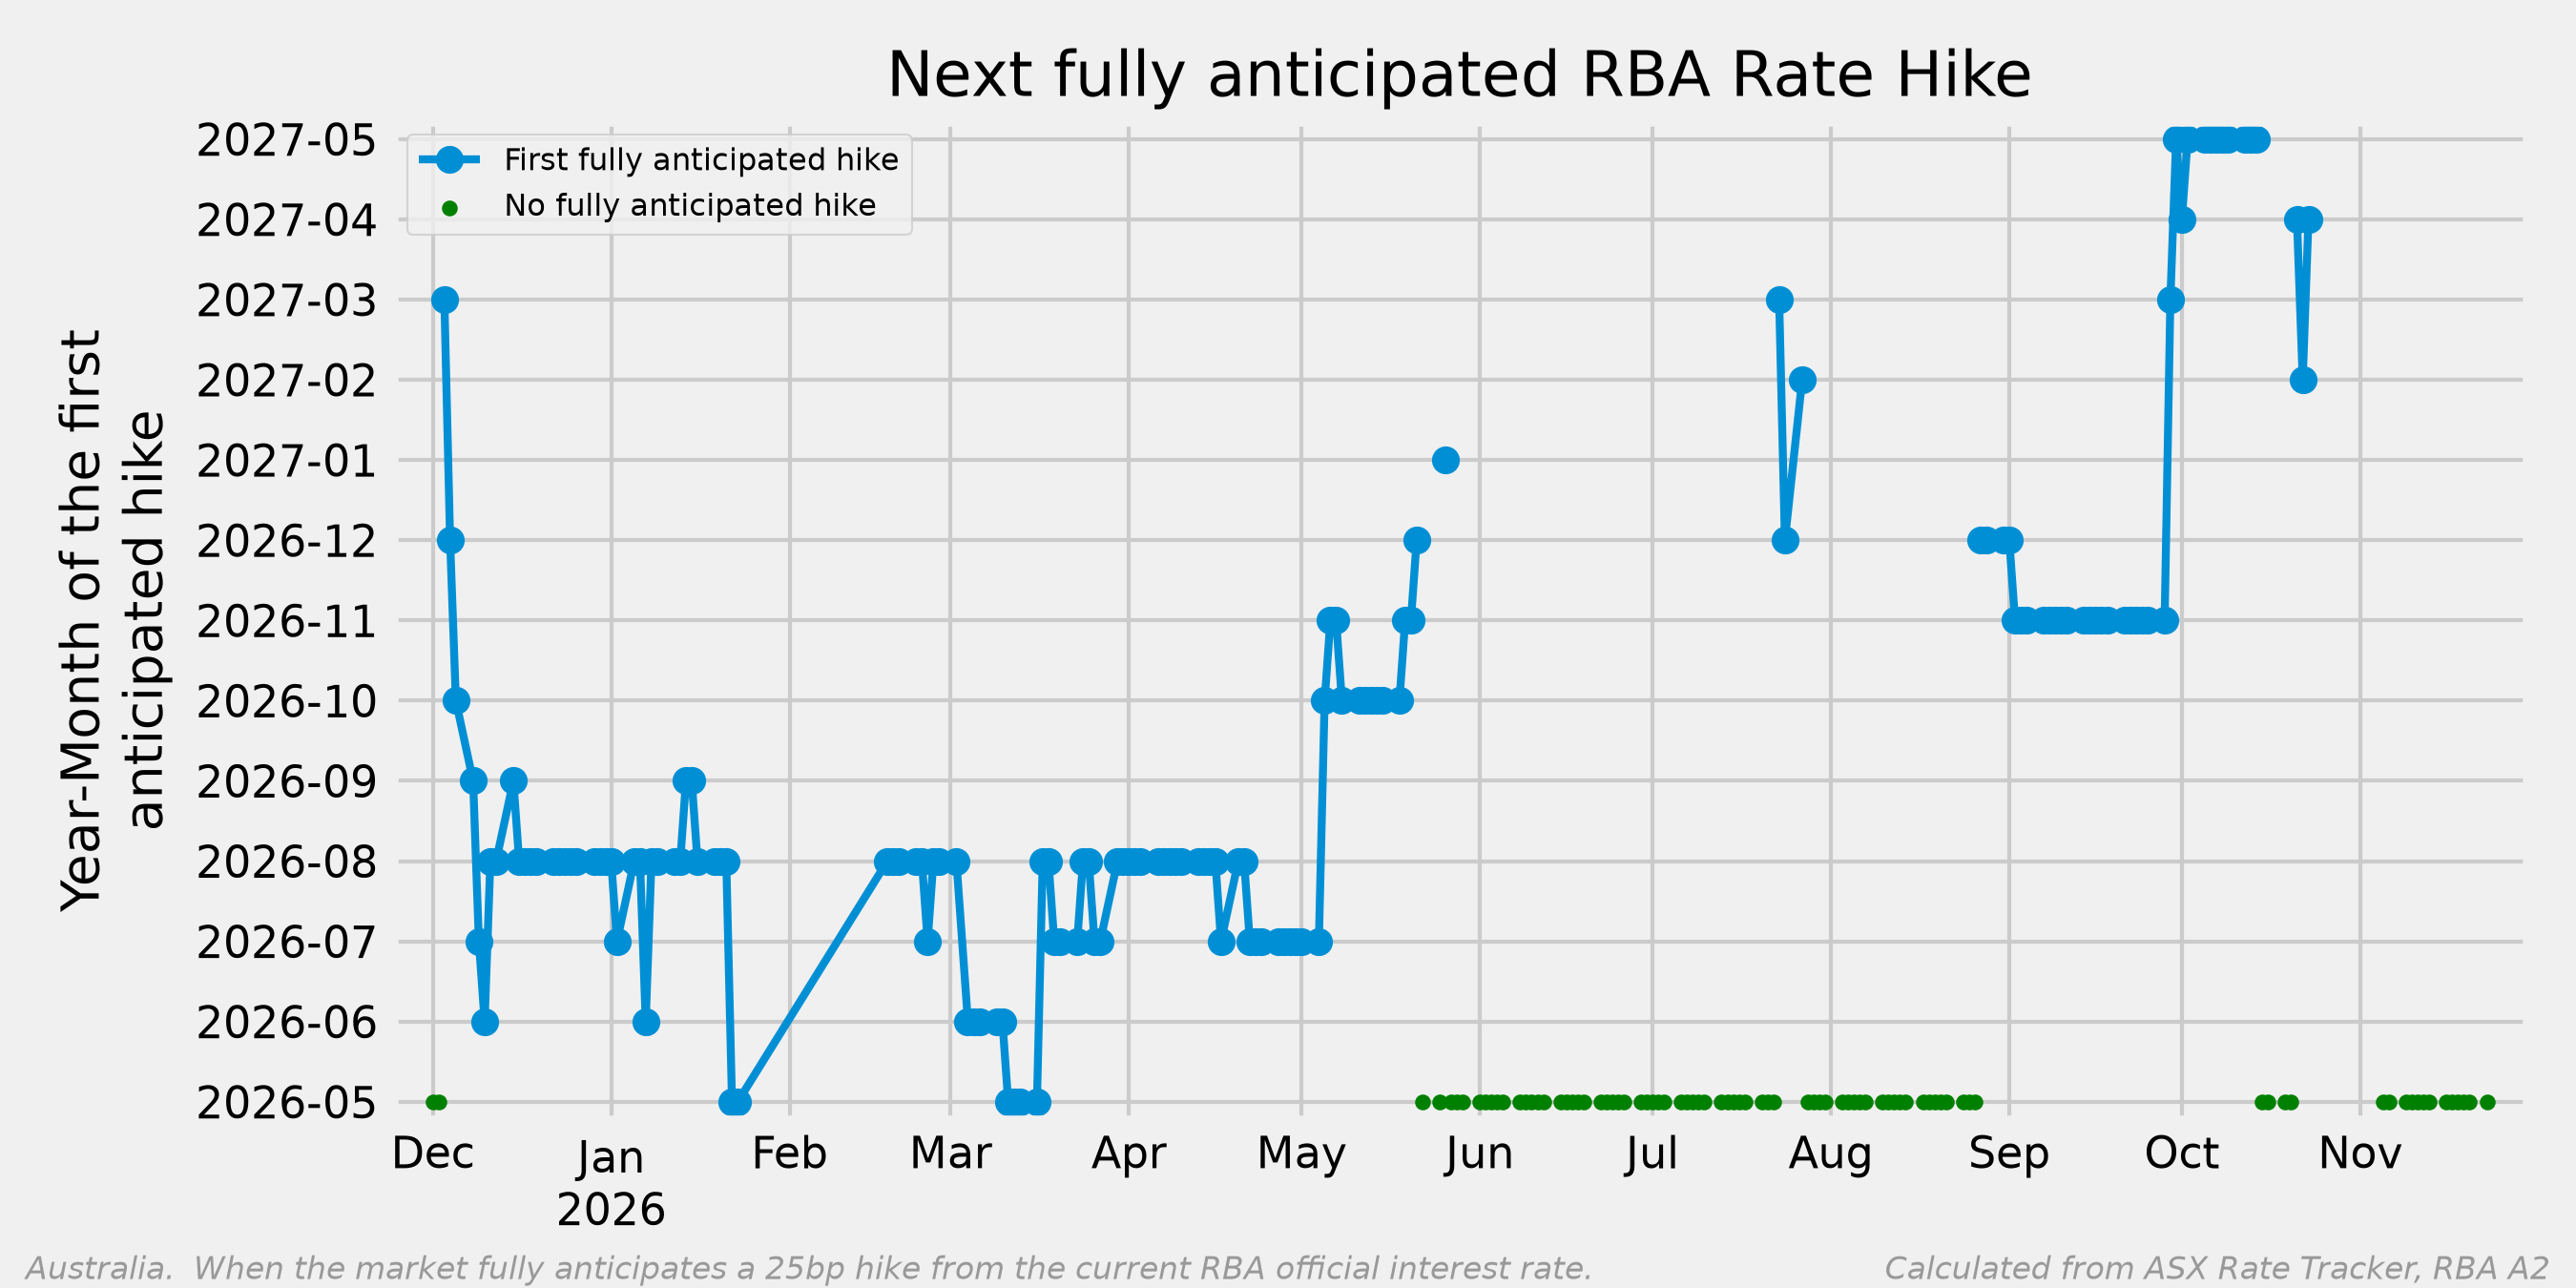 Next fully anticipated RBA Rate Hike
First fully anticipated hike
No fully anticipated hike
Year-Month of the first
anticipated hike
2027-05
2027-04
2027-03
2027-02
2027-01
2026-12
2026-11
2026-10
2026-09
2026-08
2026-07
2026-06
2026-05
Dec Jan Feb Mar Apr May Jun Jul Aug Sep Oct Nov
2026
Australia. When the market fully anticipates a 25bp hike from the current RBA official interest rate.
Calculated from ASX Rate Tracker, RBA A2